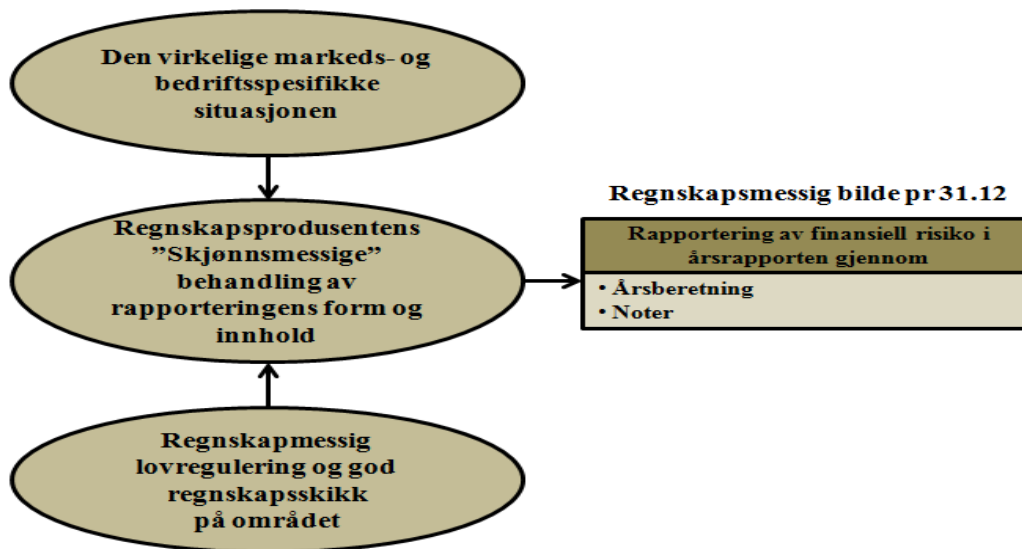 Den virkelige markeds- og
bedriftsspesifikke
situasjonen
Regnskapsprodusentens
”Skjønnsmessige”
behandling av
rapporteringens form og
innhold
Regnskapmessig
lovregulering og god
regnskapsskikk
på området
Regnskapsmessig bilde pr 31.12
Rapportering av finansiell risiko i
årsrapporten gjennom
• Årsberetning
• Noter